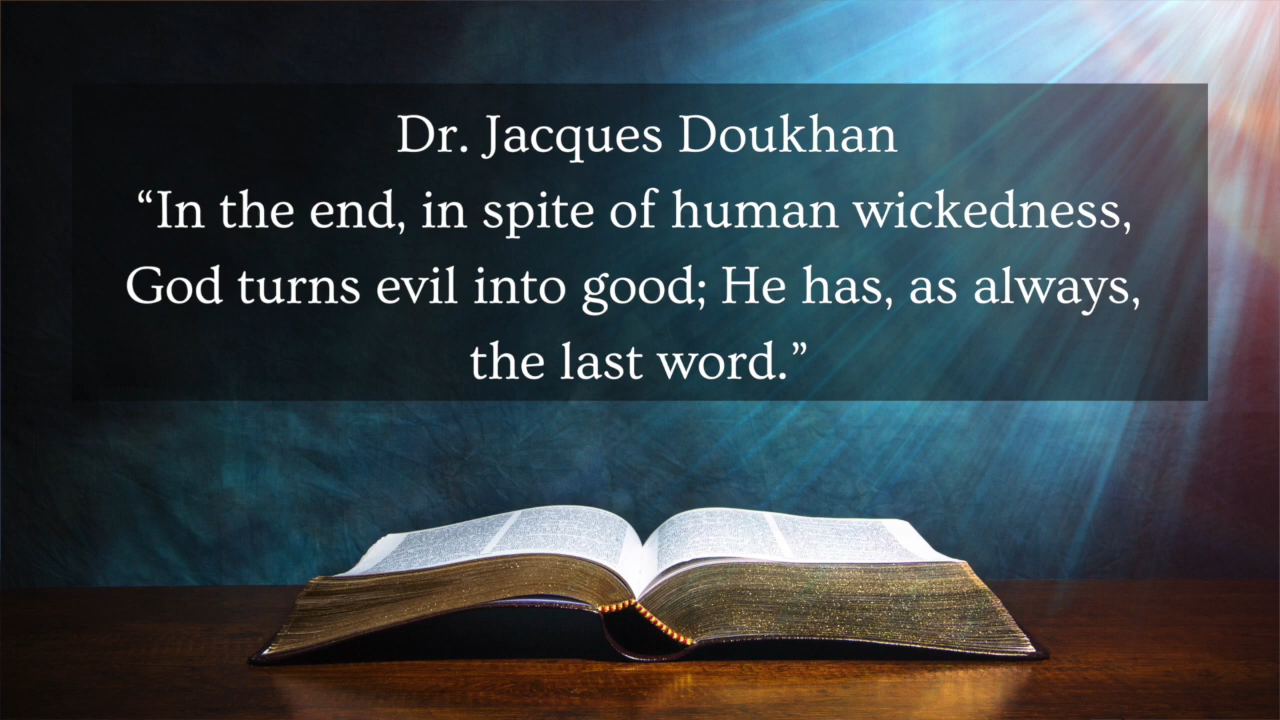 Dr. Jacques Doukhan
“In the end, in spite of human wickedness,
God turns evil into good; He has, as always,
the last word.”